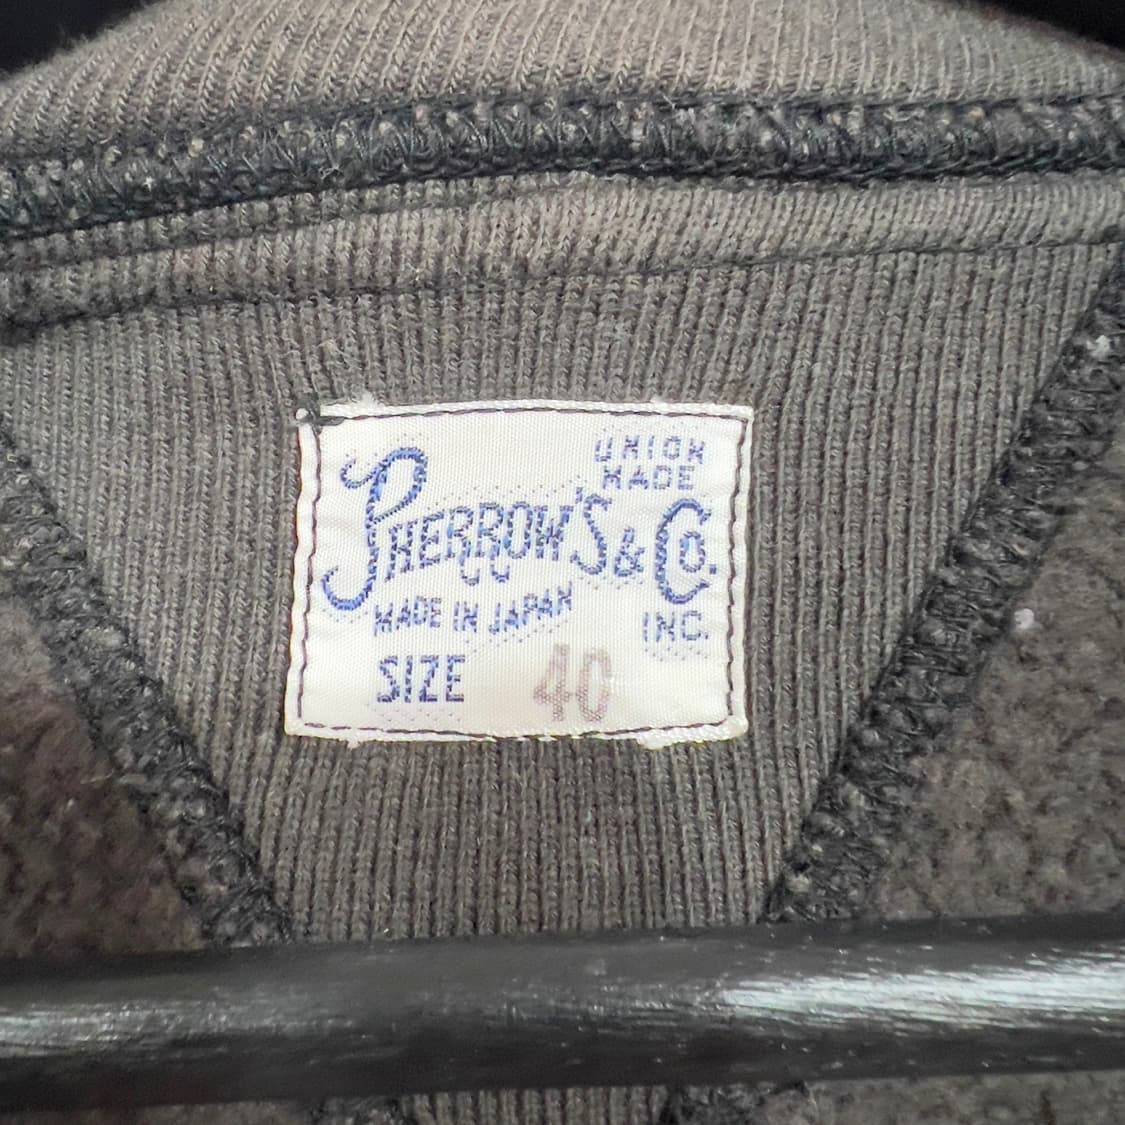 UNION
MADE
PHERROW'S & CO.
MADE IN JAPAN
INC.
SIZE 40